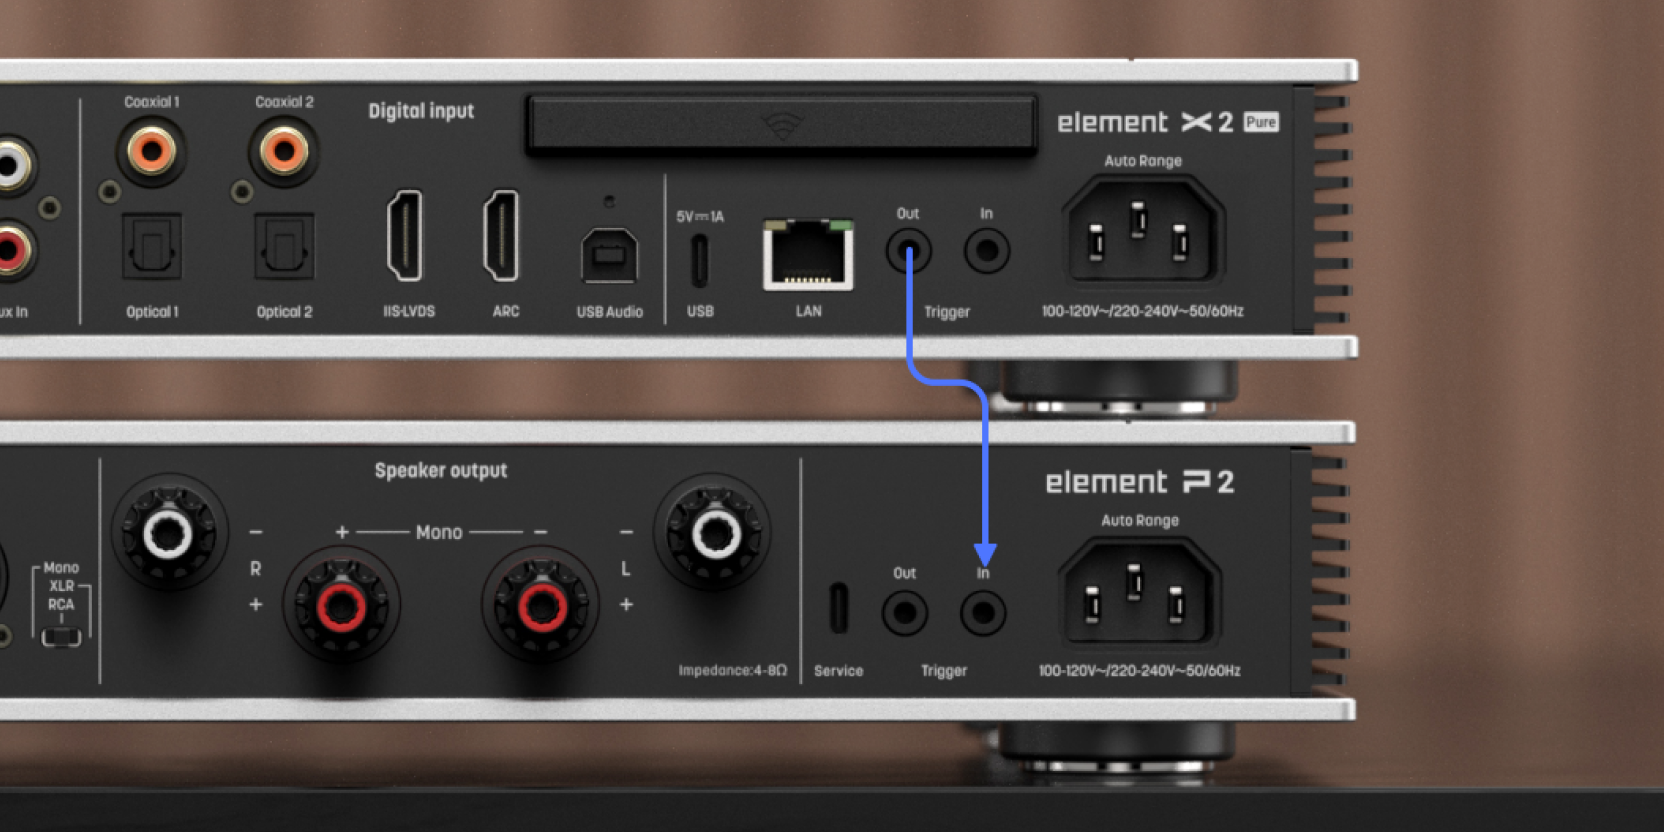 Coaxial 1
Coaxial 2
Digital input
element X2 Pure
Auto Range
5V⎓1A
Out
In
ux In
Optical 1
Optical 2
IIS-LVDS
ARC
USB Audio
USB
LAN
Trigger
100-120V~/220-240V~50/60Hz
Speaker output
element P2
Auto Range
+ Mono -
-
R
+
-
L
+
Mono
XLR
RCA
Out
In
Impedance:4-8Ω
Service
Trigger
100-120V~/220-240V~50/60Hz